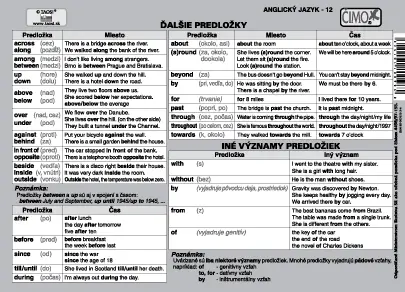 © TAOSI
www.taosi.sk
ANGLICKÝ JAZYK - 12
CIMO
ĎALŠIE PREDLOŽKY
Predložka Miesto
across (cez) There is a bridge across the river.
along (pozdĺž) We walked along the bank of the river.
among (medzi) I don't like living among strangers.
between (medzi) Brno is between Prague and Bratislava.
up (hore) She walked up and down the hill.
down (dolu) There is a hotel down the road.
above (nad) They live two floors above us.
below (pod) She scored below her expectations.
above/below the average
over (nad, cez) We flew over the Danube.
She lives over the hill. (on the other side)
under (pod) They built a tunnel under the Channel.
against (proti) Put your bicycle against the wall.
behind (za) There is a small garden behind the house.
in front of (pred) The car stopped in front of the bank.
opposite (oproti) There is a telephone booth opposite the hotel.
beside (vedľa) There is a disco right beside their house.
inside (v, vnútri) It was very dark inside the room.
outside (vonku) Outside the hotel, the temperature was below zero.
Poznámka:
Predložky between a up sú aj v spojení s časom:
between July and September, up until 1945/up to 1945, ...
Predložka Čas
after (po) after lunch
the day after tomorrow
five after ten
before (pred) before breakfast
the week before last
since (od) since the war
since the age of 18
till/until (do) She lived in Scotland till/until her death.
during (počas) I'm always out during the day.
Predložka Miesto Čas
about (okolo, asi) about the room about ten o'clock, about a week
(a)round (za, okolo, dookola) She lives (a)round the corner.
Let them sit (a)round the fire.
Look (a)round the station.
beyond (za) The bus doesn't go beyond Hull. You can't stay beyond midnight.
by (pri, vedľa, do) He was sitting by the door. We must be there by 6.
There is a chapel by the river.
for (trvanie) for 8 miles I lived there for 10 years.
past (popri, po) The bridge is past the church. It is past midnight.
through (cez, počas) Water is coming through the pipe. through the day/night/my life
throughout (po celom, cez) She is famous throughout the world. throughout the day/night/1997
towards (k, okolo) They walked towards the mill. towards 7 o'clock
INÉ VÝZNAMY PREDLOŽIEK
Predložka Iný význam
with (s) I went to the theatre with my sister.
She is a girl with long hair.
without (bez) He is the man without shoes.
by (vyjadruje pôvodcu deja, prostriedok) Gravity was discovered by Newton.
She keeps healthy by jogging every day.
We arrived there by car.
from (z) The best bananas come from Brazil.
The table was made from a single trunk.
She is different from the others.
of (vyjadruje genitív) the key of the car
the end of the road
the novel of Charles Dickens
Poznámka:
Uvádzané sú iba niektoré významy predložiek. Mnohé predložky vyjadrujú pádové vzťahy,
napríklad: of - genitívny vzťah
to, for - datívny vzťah
by - inštrumentálny vzťah